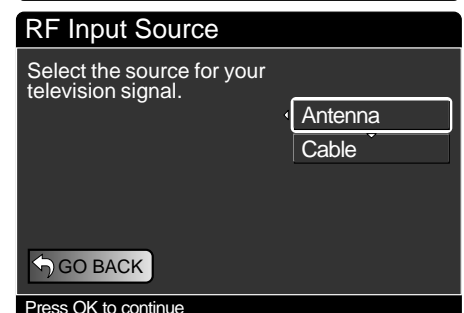 RF Input Source
Select the source for your
television signal.
Antenna
Cable
GO BACK
Press OK to continue